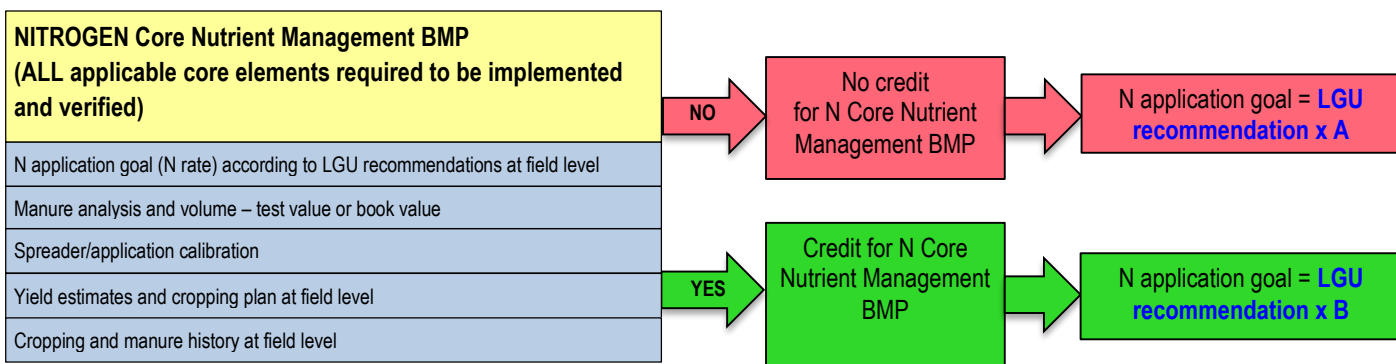 NITROGEN Core Nutrient Management BMP
(ALL applicable core elements required to be implemented
and verified)
N application goal (N rate) according to LGU recommendations at field level
Manure analysis and volume – test value or book value
Spreader/application calibration
Yield estimates and cropping plan at field level
Cropping and manure history at field level
NO
No credit
for N Core Nutrient
Management BMP
N application goal = LGU
recommendation x A
YES
Credit for N Core
Nutrient Management
BMP
N application goal = LGU
recommendation x B